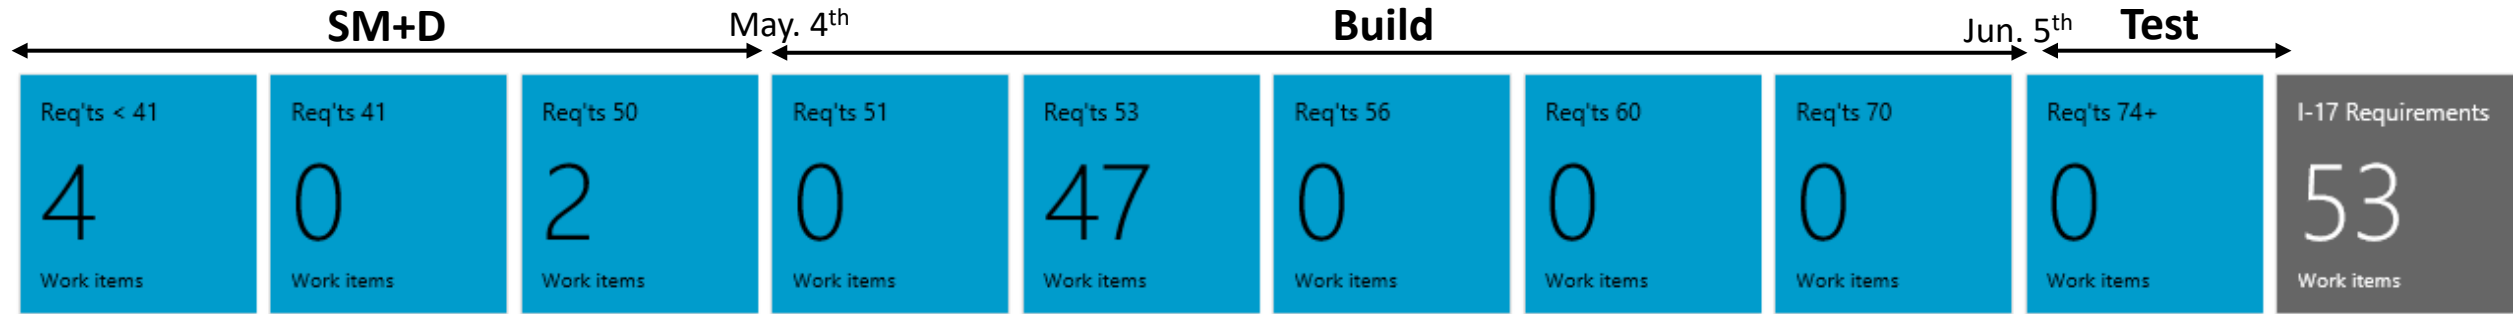 SM+D
May. 4th
Build
Jun. 5th
Test
Req'ts < 41
4
Work items
Req'ts 41
0
Work items
Req'ts 50
2
Work items
Req'ts 51
0
Work items
Req'ts 53
47
Work items
Req'ts 56
0
Work items
Req'ts 60
0
Work items
Req'ts 70
0
Work items
Req'ts 74+
0
Work items
I-17 Requirements
53
Work items